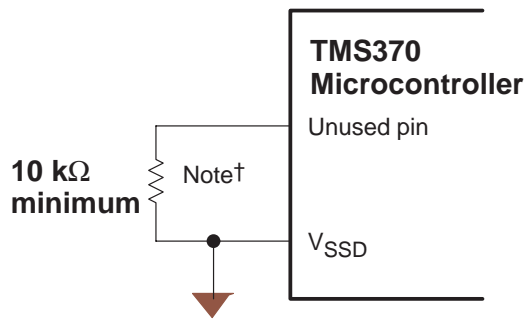 TMS370
Microcontroller
Unused pin
10 kΩ
minimum
Note†
VSSD